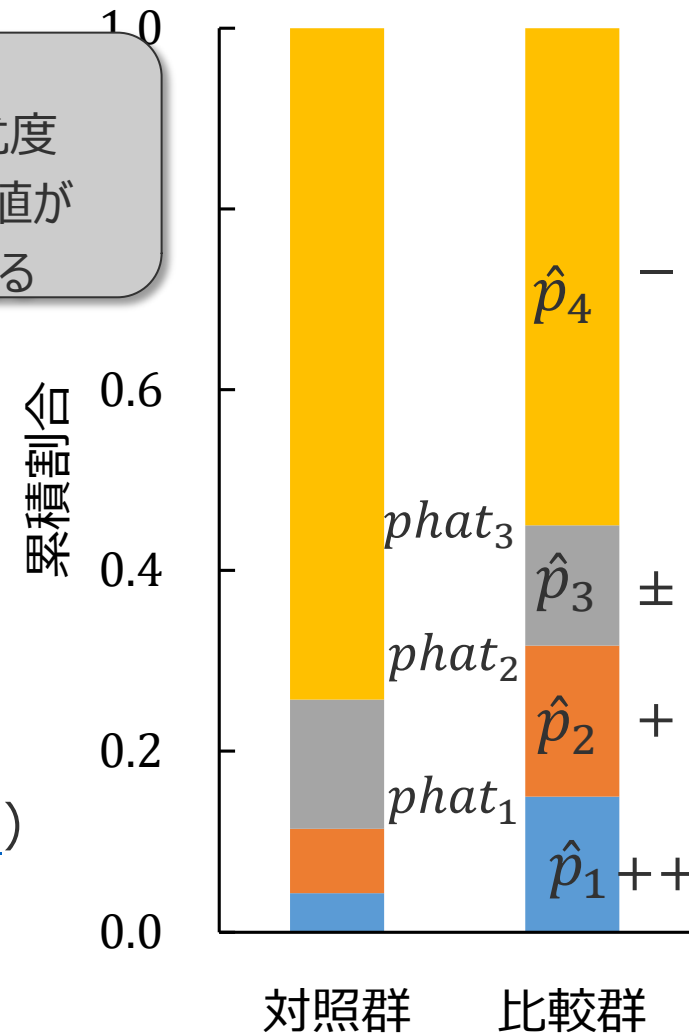 1.0
度
値が
る
0.6
0.4
0.2
0.0
累積割合
)
phat₃
phat₂
phat₁
p̂₄ −
p̂₃ ±
p̂₂ +
p̂₁ ++
対照群 比較群